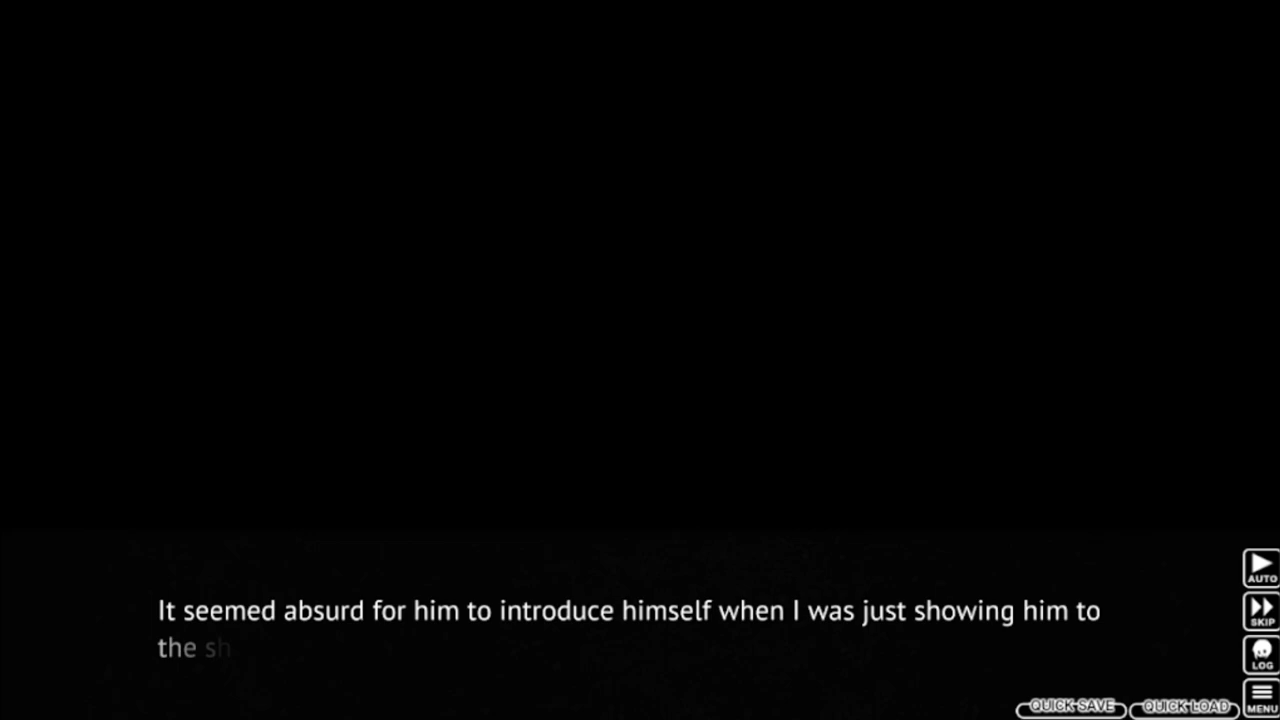 It seemed absurd for him to introduce himself when I was just showing him to
the sh
AUTO
SKIP
LOG
MENU
QUICK SAVE
QUICK LOAD